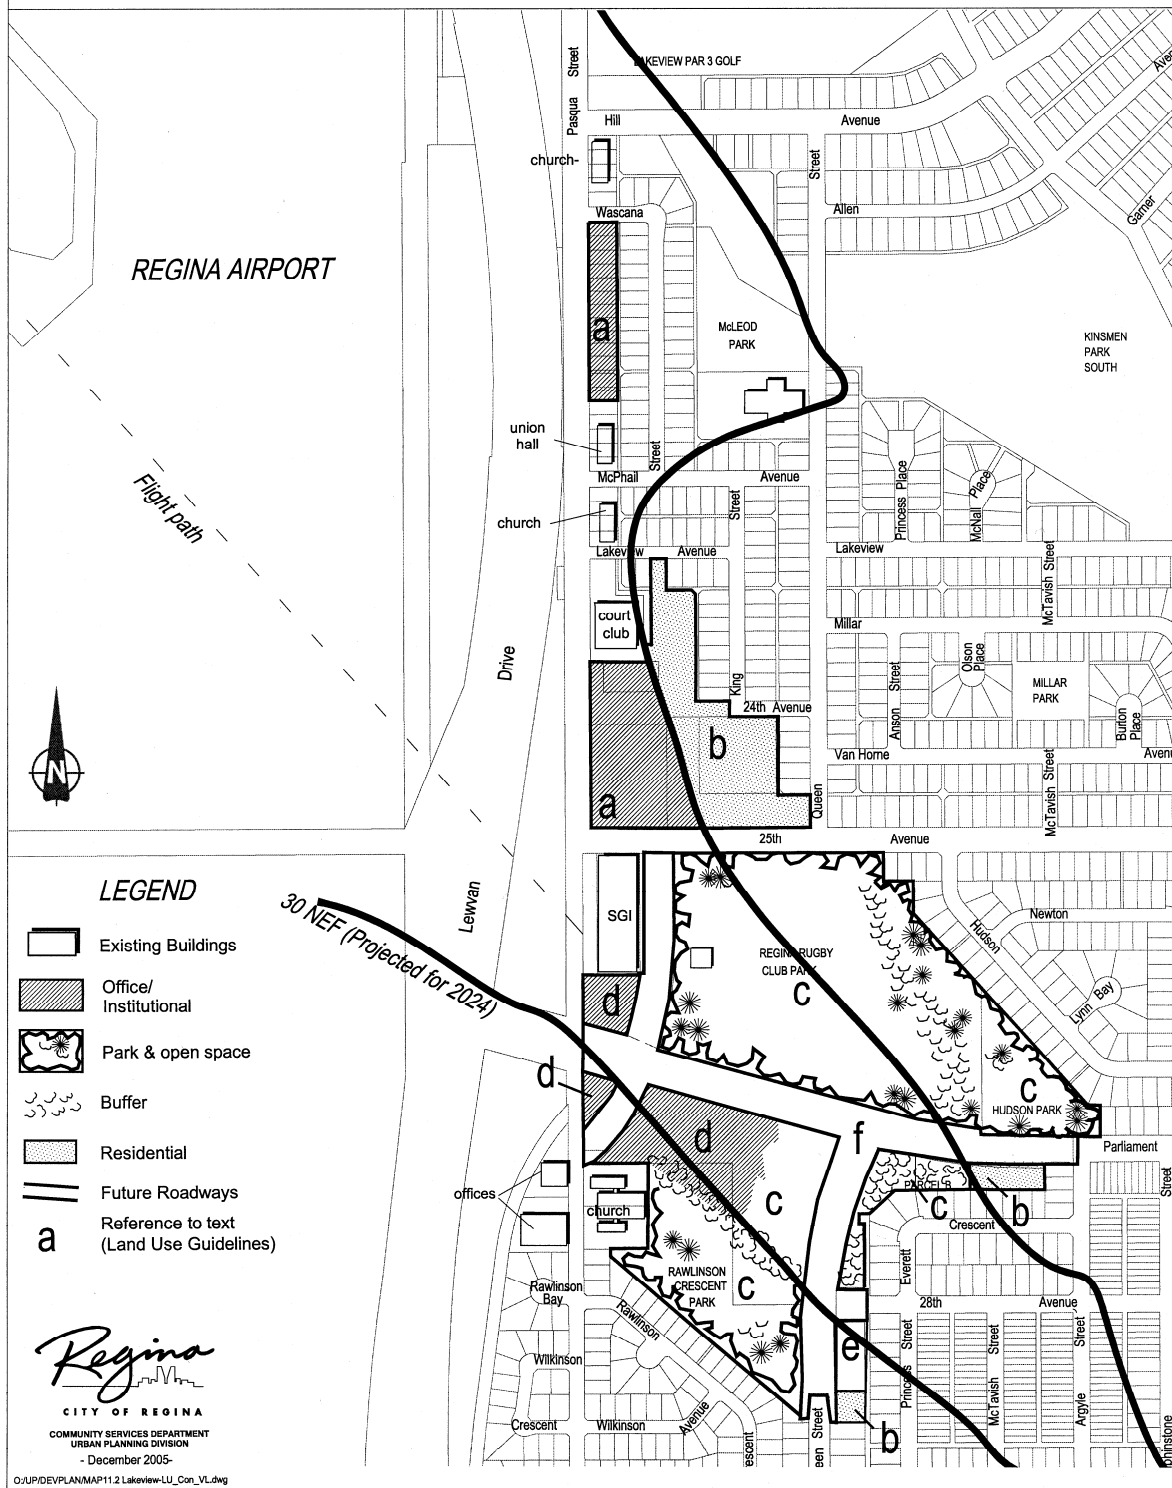 Street
Pasqua
LAKEVIEW PAR 3 GOLF
Hill
Avenue
church-
Street
Wascana
Allen
Garner
REGINA AIRPORT
a
McLEOD
PARK
KINSMEN
PARK
SOUTH
union
hall
Street
McPhail
Avenue
Princess Place
McNall Place
Flight path
church
Street
Lakeview
Avenue
Lakeview
McTavish Street
court
club
Millar
Drive
King
Anson Street
Olson
Place
MILLAR
PARK
Burton
Place
24th Avenue
N
b
Van Horne
a
Queen
McTavish Street
25th
Avenue
LEGEND
Existing Buildings
Office/
Institutional
Park & open space
Buffer
Residential
Future Roadways
a
Reference to text
(Land Use Guidelines)
30 NEF (Projected for 2024)
Lewvan
SGI
REGINA RUGBY
CLUB PARK
c
Newton
Hudson
Lynn Bay
d
d
c
HUDSON PARK
d
f
Parliament
Street
offices
church
c
PARCEL B
c
b
Crescent
RAWLINSON
CRESCENT
PARK
c
Everett
Rawlinson
Bay
Rawlinson
28th
Avenue
e
Princess Street
McTavish Street
Argyle Street
Wilkinson
Crescent
Wilkinson
Avenue
Street
b
Regina
CITY OF REGINA
COMMUNITY SERVICES DEPARTMENT
URBAN PLANNING DIVISION
- December 2005-
O:/UP/DEVPLAN/MAP11.2 Lakeview-LU_Con_VL.dwg